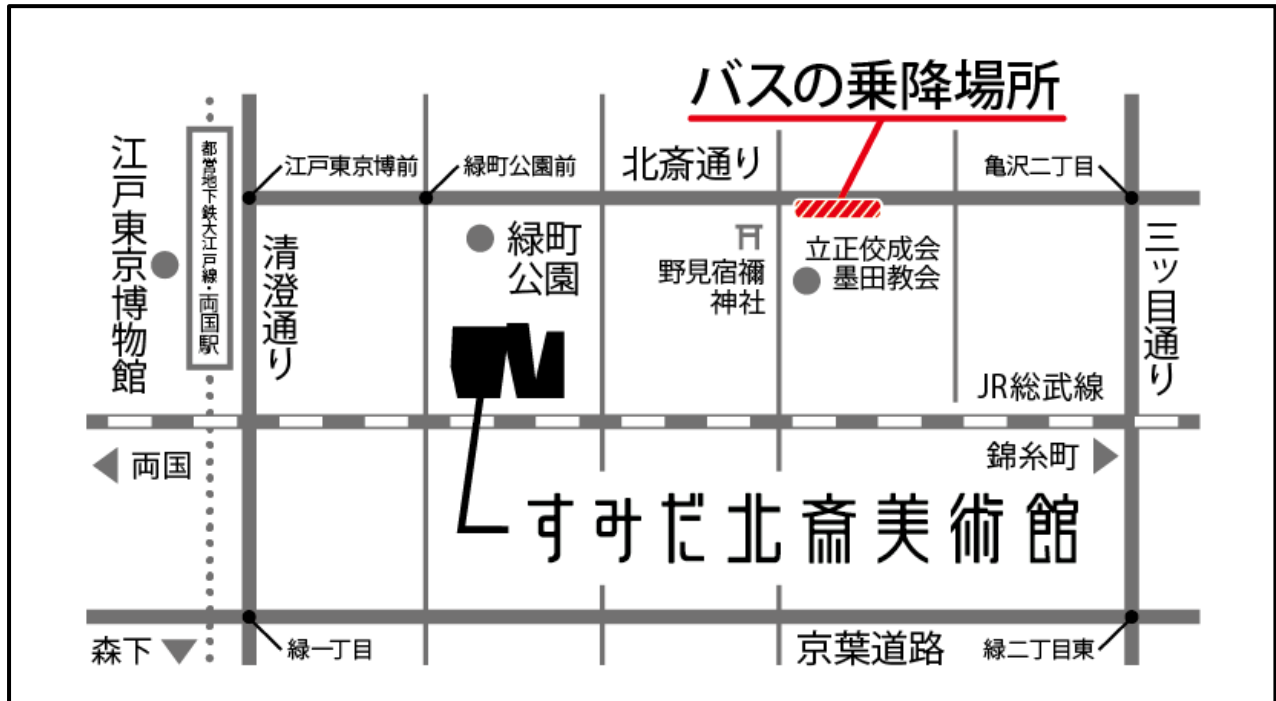 バスの乗降場所
江戸東京博物館
都営地下鉄大江戸線・両国駅
江戸東京博前
緑町公園前
北斎通り
亀沢二丁目
清澄通り
緑町
公園
野見宿禰
神社
立正佼成会
墨田教会
三ッ目通り
JR総武線
両国
錦糸町
すみだ北斎美術館
森下
緑一丁目
京葉道路
緑二丁目東